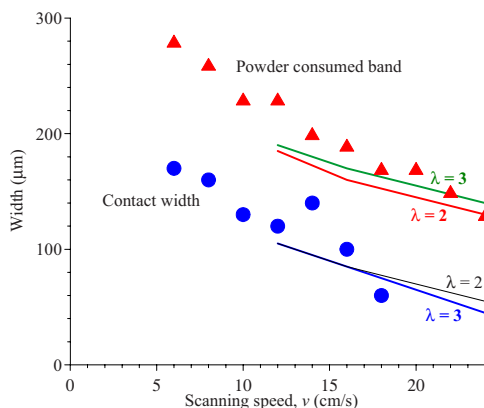 300
200
100
0
Width (μm)
Powder consumed band
Contact width
λ = 3
λ = 2
λ = 2
λ = 3
0
5
10
15
20
Scanning speed, v (cm/s)